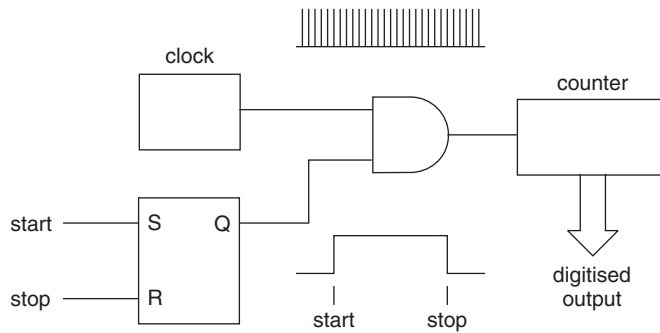 clock
counter
start
S
Q
stop
R
start
stop
digitised
output